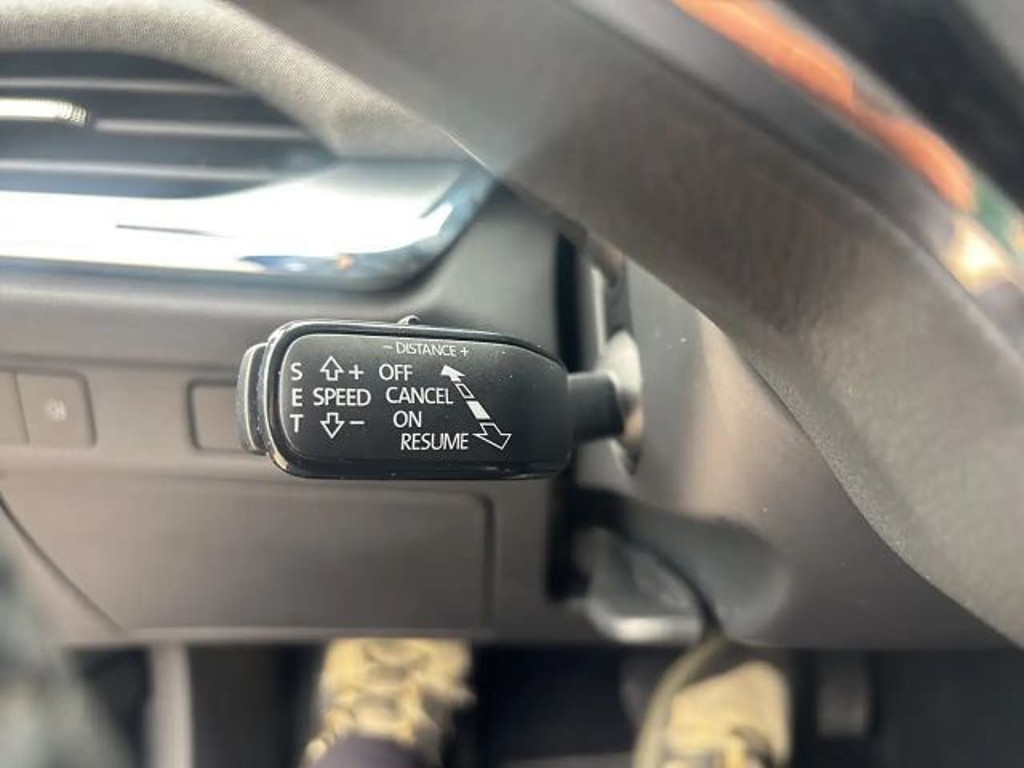 - DISTANCE +
S + OFF
E SPEED CANCEL
T - ON
RESUME